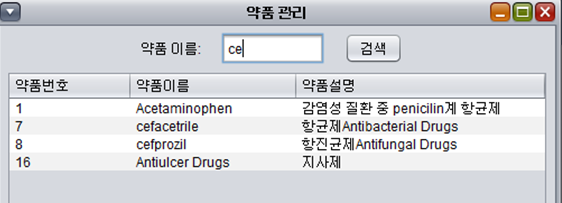 약품 관리
약품 이름: ce 검색
약품번호 약품이름 약품설명
1 Acetaminophen 감염성 질환 중 penicilin계 항균제
7 cefacetrile 항균제Antibacterial Drugs
8 cefprozil 항진균제Antifungal Drugs
16 Antiulcer Drugs 지사제